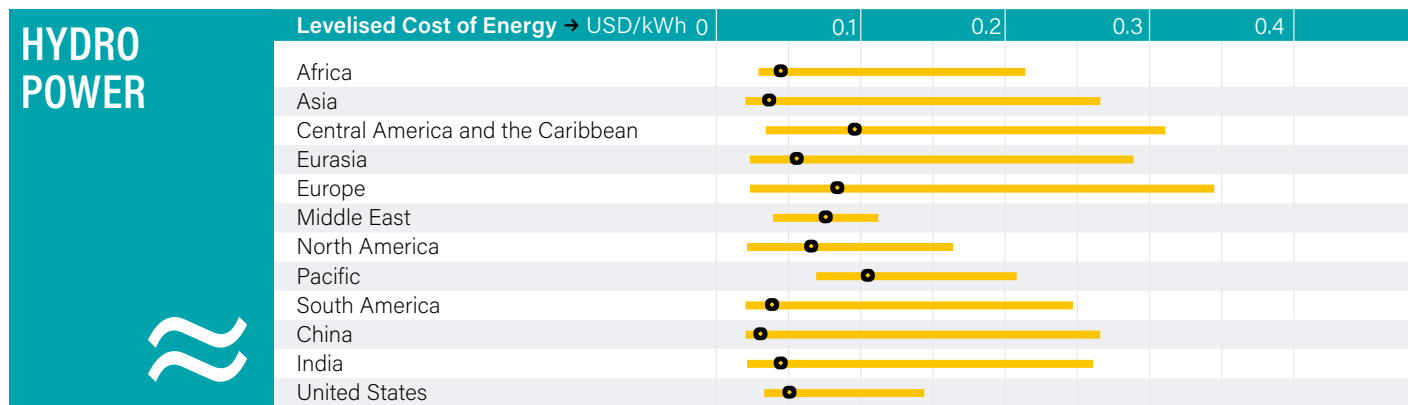 HYDRO
POWER
Levelised Cost of Energy → USD/kWh 0 0.1 0.2 0.3 0.4
Africa
Asia
Central America and the Caribbean
Eurasia
Europe
Middle East
North America
Pacific
South America
China
India
United States